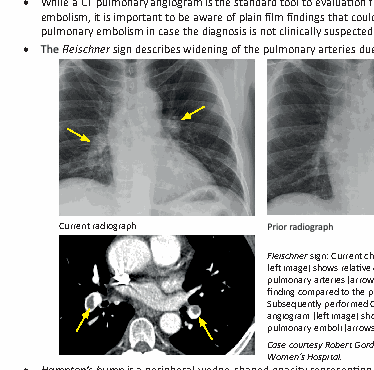 While a CT pulmonary angiogram is the standard tool to evaluation f
embolism, it is important to be aware of plain film findings that coul
pulmonary embolism in case the diagnosis is not clinically suspected
• The Fleischner sign describes widening of the pulmonary arteries due
Current radiograph
Prior radiograph
Fleischner sign: Current ch
left image) shows relative
pulmonary arteries (arrow
finding compared to the p
Subsequently performed C
angiogram (left image) sho
pulmonary emboli (arrows
Case courtesy Robert Gord
Women's Hospital.
• Hampton's hump is a peripheral wedge-shaped opacity representing